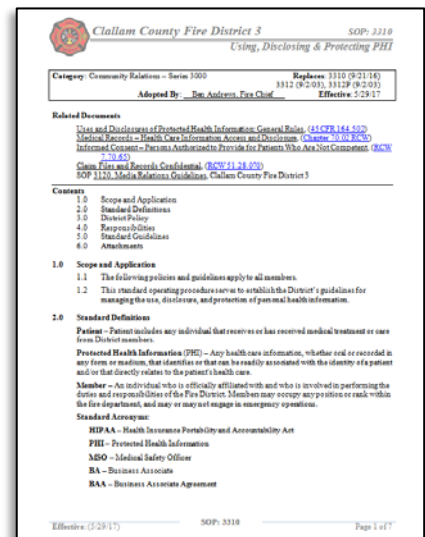 Clallam County Fire District 3
SOP: 3310
Using, Disclosing & Protecting PHI
Category: Community Relations – Series 3000
Replaces: 3310 (9/21/16)
3312 (9/2/03), 3312P (9/2/03)
Adopted By: Ben Andrews, Fire Chief
Effective: 5/29/17
Related Documents
Uses and Disclosures of Protected Health Information: General Rules, (45 CFR 164.502)
Medical Records – Health Care Information Access and Disclosure, (Chapter 70.02 RCW)
Informed Consent – Persons Authorized to Provide for Patients Who Are Not Competent, (RCW
7.70.65)
Claim Files and Records Confidential, (RCW 51.28.070)
SOP 3120, Media Relations Guidelines, Clallam County Fire District 3
Contents
1.0 Scope and Application
2.0 Standard Definitions
3.0 District Policy
4.0 Responsibilities
5.0 Standard Guidelines
6.0 Attachments
1.0 Scope and Application
1.1 The following policies and guidelines apply to all members.
1.2 This standard operating procedure serves to establish the District's guidelines for
managing the use, disclosure, and protection of personal health information.
2.0 Standard Definitions
Patient – Patient includes any individual that receives or has received medical treatment or care
from District members.
Protected Health Information (PHI) – Any health care information, whether oral or recorded in
any form or medium, that identifies or that can be readily associated with the identity of a patient
and/or that directly relates to the patient's health care.
Member – An individual who is officially affiliated with and who is involved in performing the
duties and responsibilities of the Fire District. Members may occupy any position or rank within
the fire department, and may or may not engage in emergency operations.
Standard Acronyms:
HIPAA – Health Insurance Portability and Accountability Act
PHI – Protected Health Information
MSO – Medical Safety Officer
BA – Business Associate
BAA – Business Associate Agreement
Effective: (5/29/17)
SOP: 3310
Page 1 of 7